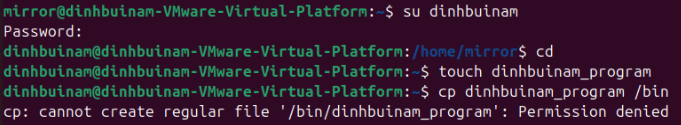 mirror@dinhbuinam-VMware-Virtual-Platform:~$ su dinhbuinam
Password:
dinhbuinam@dinhbuinam-VMware-Virtual-Platform:/home/mirror$ cd
dinhbuinam@dinhbuinam-VMware-Virtual-Platform:~$ touch dinhbuinam_program
dinhbuinam@dinhbuinam-VMware-Virtual-Platform:~$ cp dinhbuinam_program /bin
cp: cannot create regular file '/bin/dinhbuinam_program': Permission denied